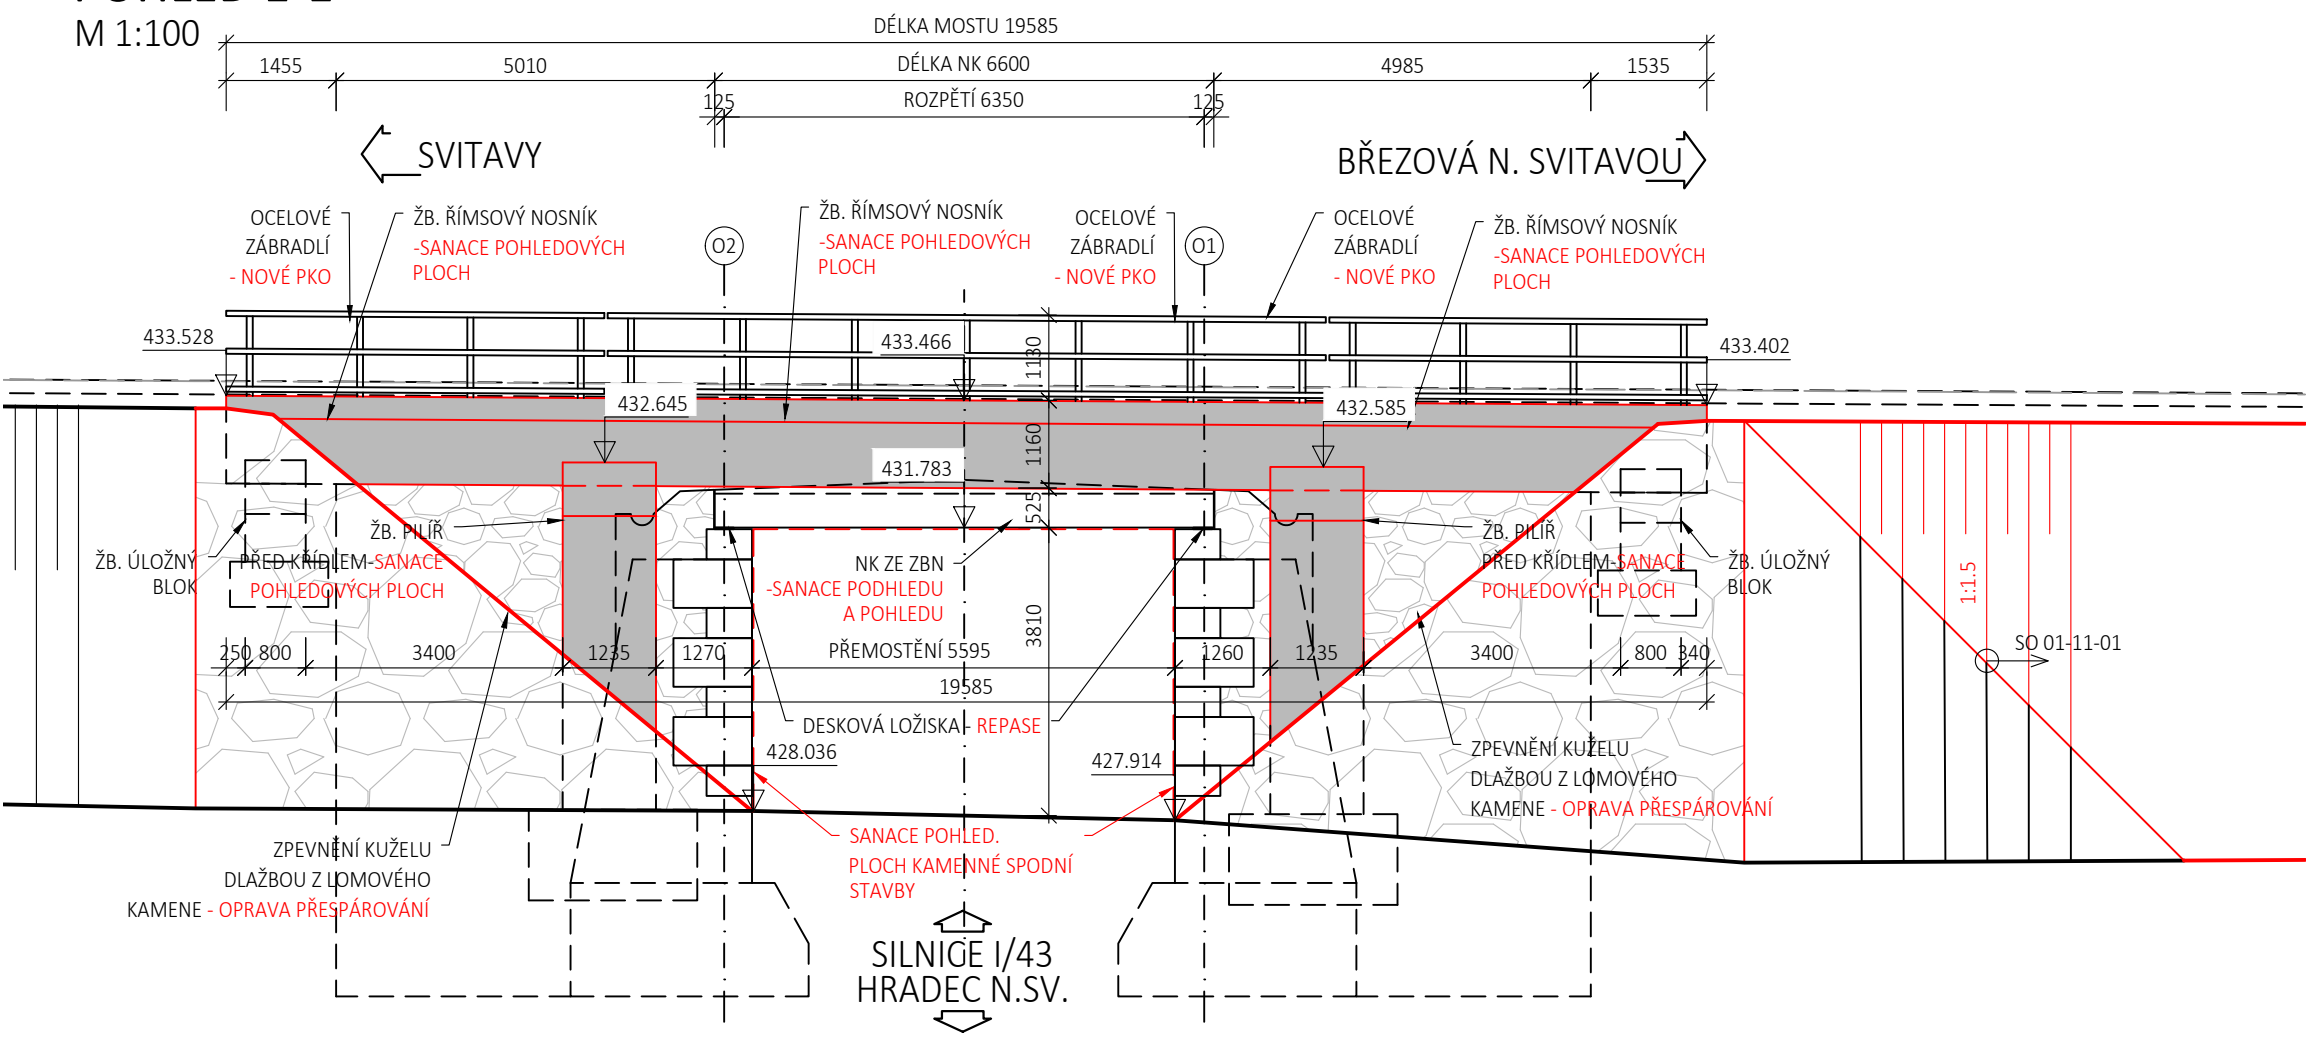 M 1:100
DÉLKA MOSTU 19585
1455
5010
DÉLKA NK 6600
4985
1535
125
ROZPĚTÍ 6350
125
SVITAVY
BŘEZOVÁ N. SVITAVOU
OCELOVÉ
ZÁBRADLÍ
- NOVÉ PKO
ŽB. ŘÍMSOVÝ NOSNÍK
-SANACE POHLEDOVÝCH
PLOCH
O2
ŽB. ŘÍMSOVÝ NOSNÍK
-SANACE POHLEDOVÝCH
PLOCH
OCELOVÉ
ZÁBRADLÍ
- NOVÉ PKO
O1
OCELOVÉ
ZÁBRADLÍ
- NOVÉ PKO
ŽB. ŘÍMSOVÝ NOSNÍK
-SANACE POHLEDOVÝCH
PLOCH
433.528
433.466
1130
433.402
432.645
432.585
1160
431.783
525
ŽB. PILÍŘ
PŘED KŘÍDLEM-SANACE
POHLEDOVÝCH PLOCH
ŽB. ÚLOŽNÝ
BLOK
NK ZE ZBN
-SANACE PODHLEDU
A POHLEDU
3810
ŽB. PILÍŘ
PŘED KŘÍDLEM-SANACE
POHLEDOVÝCH PLOCH
ŽB. ÚLOŽNÝ
BLOK
1:1.5
250
800
3400
1235
1270
PŘEMOSTĚNÍ 5595
1260
1235
3400
800
340
SO 01-11-01
19585
DESKOVÁ LOŽISKA - REPASE
428.036
427.914
ZPEVNĚNÍ KUŽELU
DLAŽBOU Z LOMOVÉHO
KAMENE - OPRAVA PŘESPÁROVÁNÍ
SANACE POHLED.
PLOCH KAMENNÉ SPODNÍ
STAVBY
ZPEVNĚNÍ KUŽELU
DLAŽBOU Z LOMOVÉHO
KAMENE - OPRAVA PŘESPÁROVÁNÍ
SILNICE I/43
HRADEC N.SV.